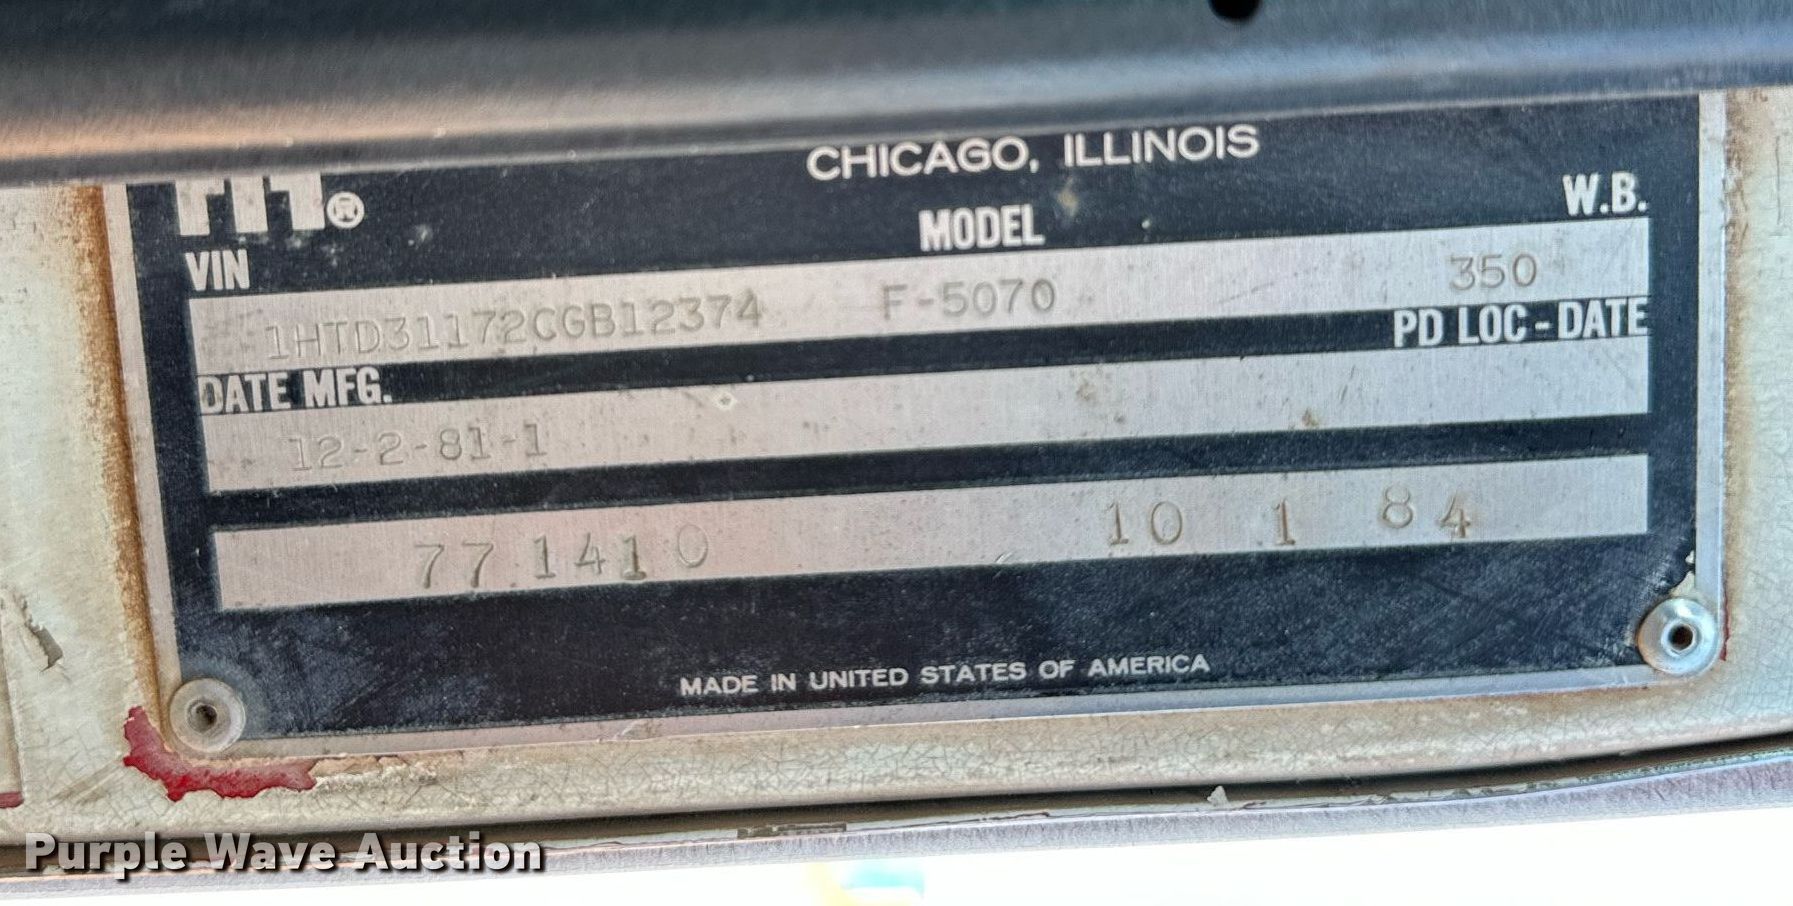 CHICAGO, ILLINOIS
®
VIN MODEL W.B.
1HTD31172CGB12374 F-5070 350
DATE MFG. PD LOC-DATE
12-2-81-1
77 1410 10 1 84
MADE IN UNITED STATES OF AMERICA
Purple Wave Auction